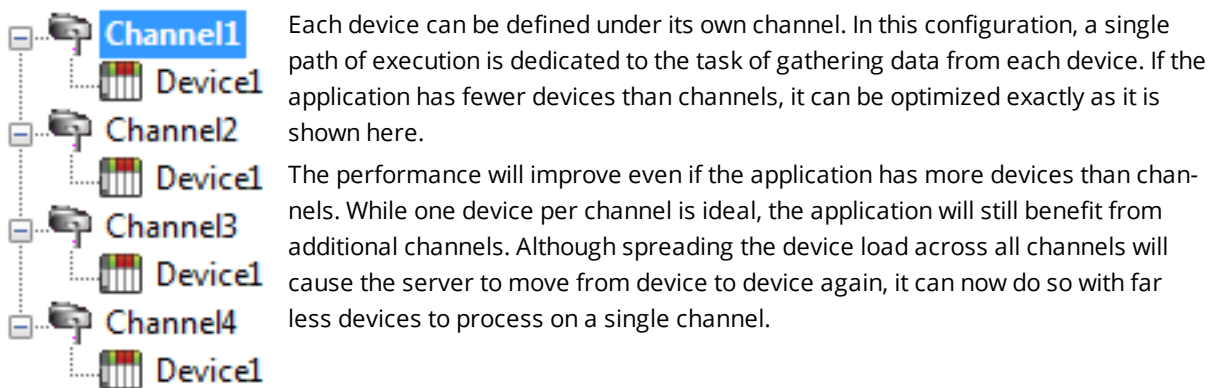 Channel1
Device1
Channel2
Device1
Channel3
Device1
Channel4
Device1
Each device can be defined under its own channel. In this configuration, a single
path of execution is dedicated to the task of gathering data from each device. If the
application has fewer devices than channels, it can be optimized exactly as it is
shown here.
The performance will improve even if the application has more devices than chan-
nels. While one device per channel is ideal, the application will still benefit from
additional channels. Although spreading the device load across all channels will
cause the server to move from device to device again, it can now do so with far
less devices to process on a single channel.